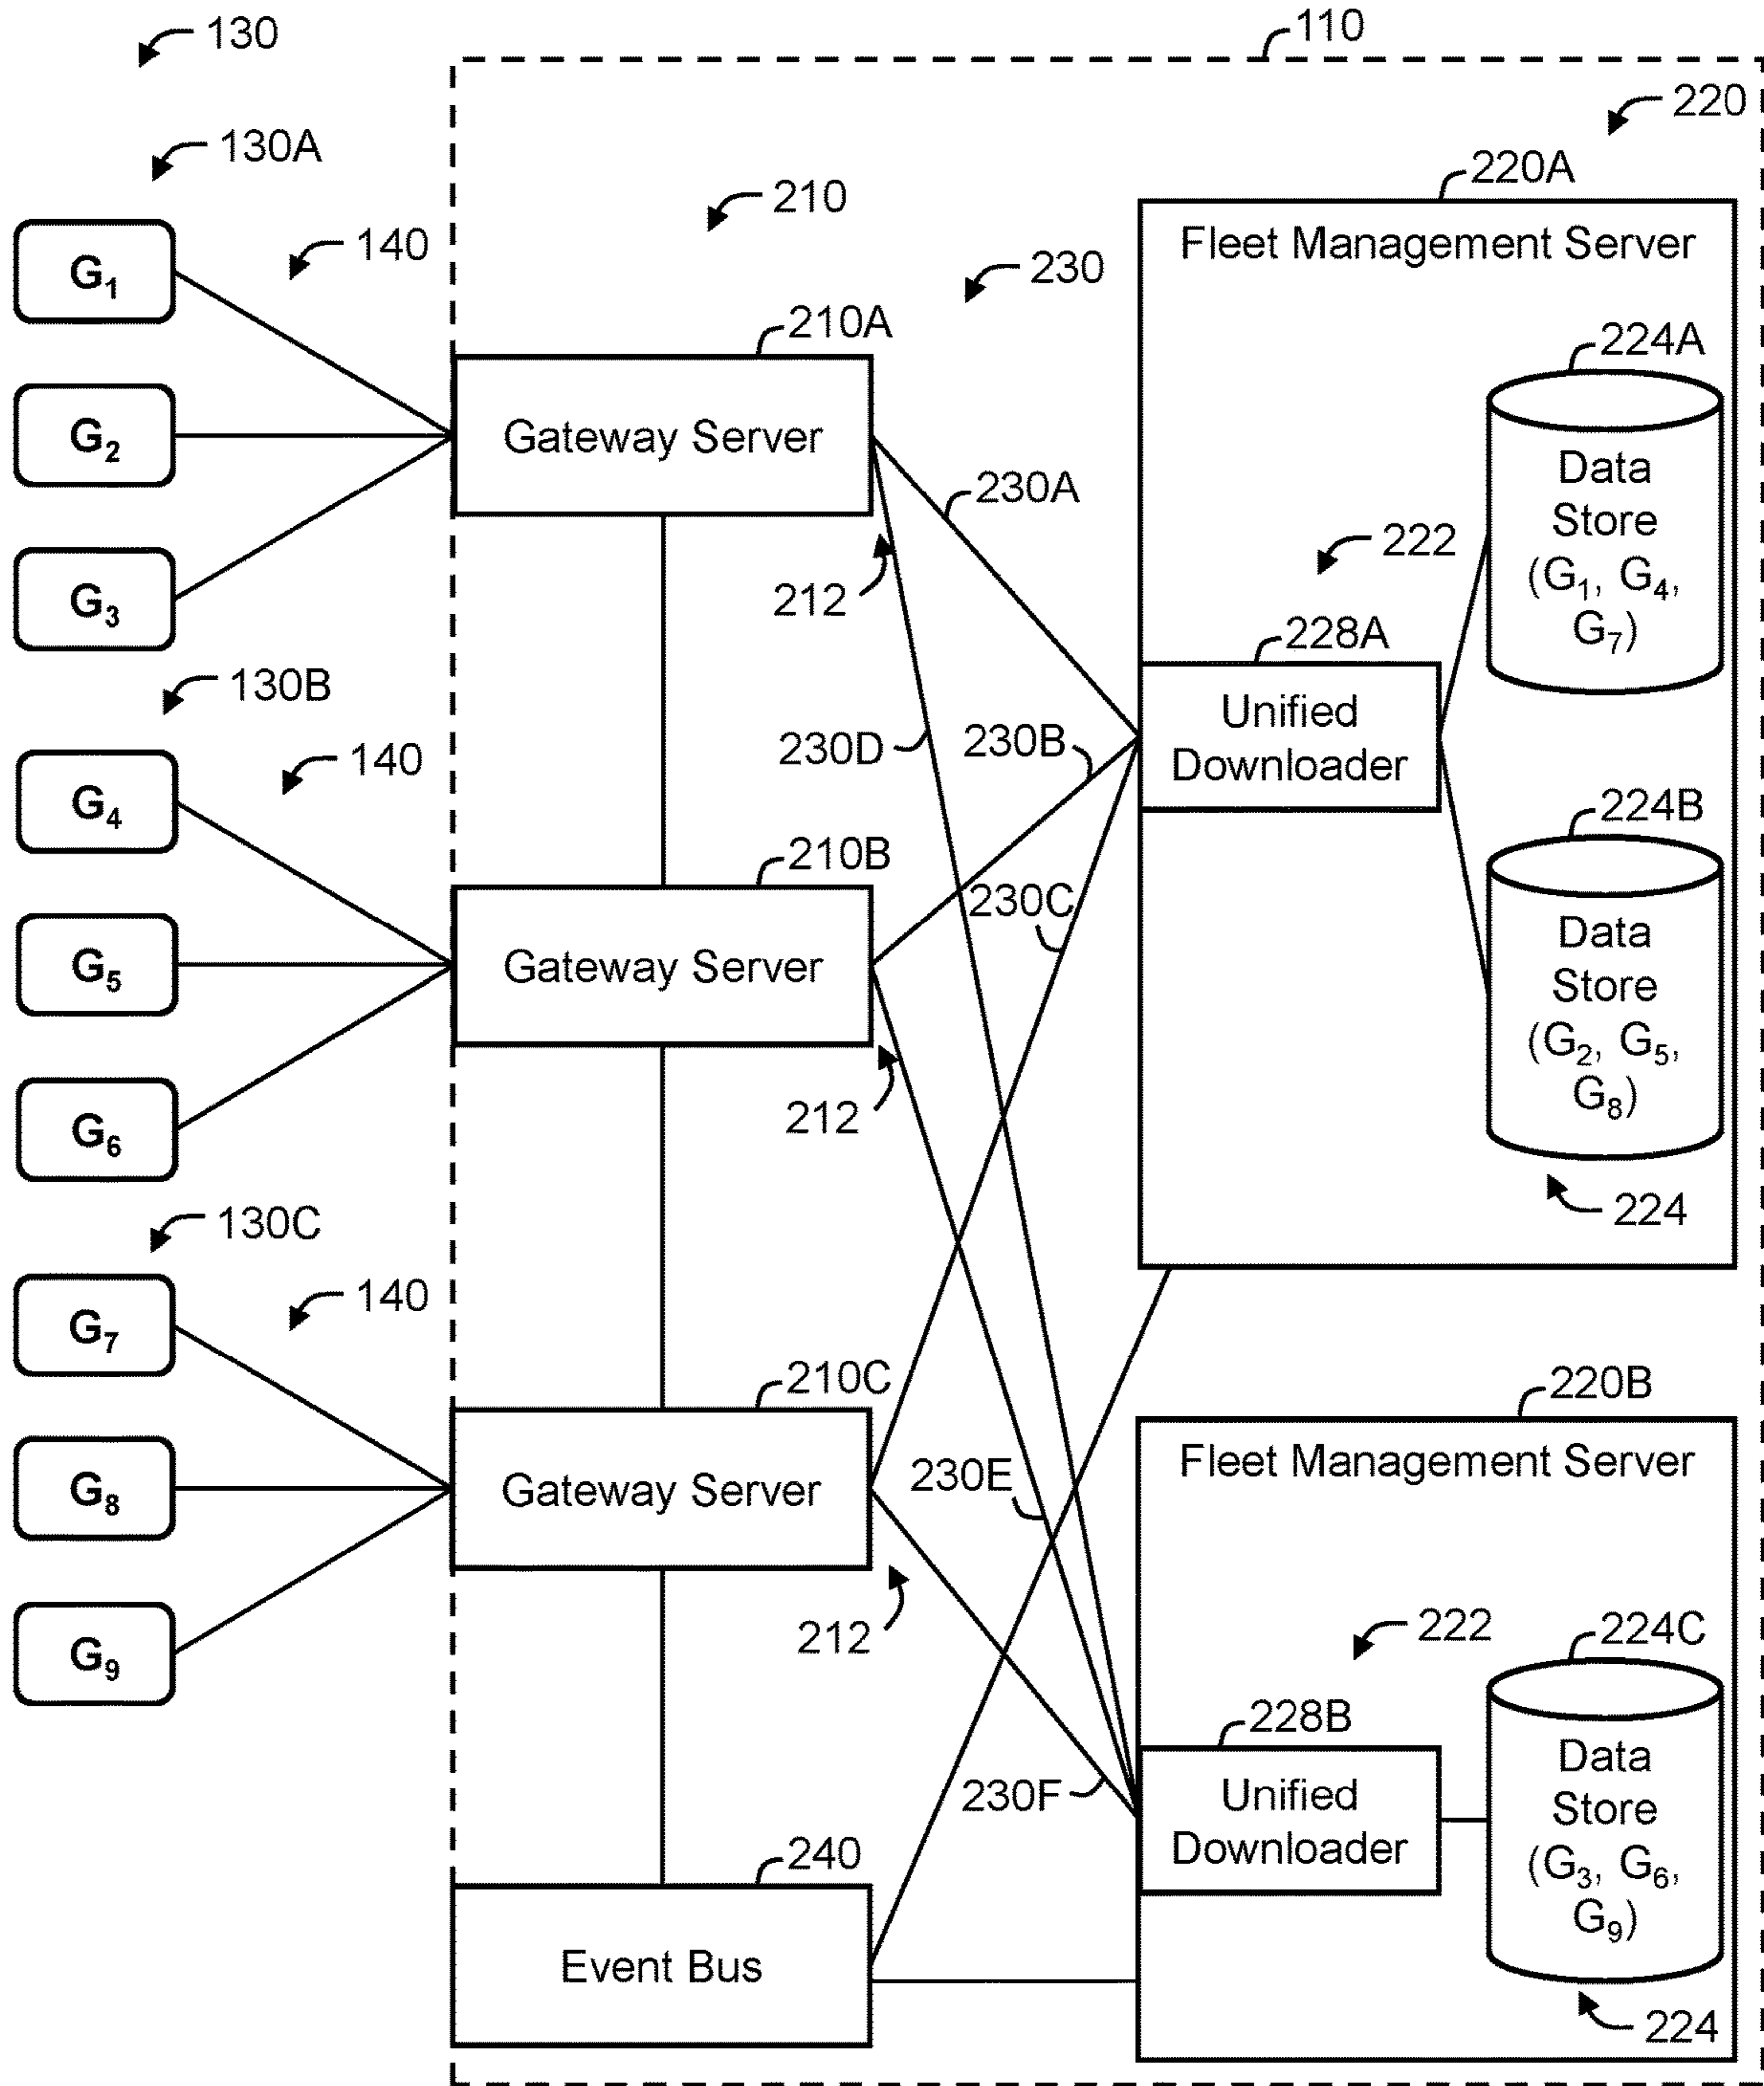 130
110
220
130A
220A
210
Fleet Management Server
G₁
140
230
210A
224A
G₂
Gateway Server
Data
Store
(G₁, G₄,
G₇)
230A
222
G₃
212
228A
130B
Unified
Downloader
230D
230B
G₄
140
224B
210B
230C
G₅
Gateway Server
Data
Store
(G₂, G₅,
G₈)
G₆
212
224
130C
G₇
140
210C
220B
Fleet Management Server
G₈
Gateway Server
230E
G₉
212
222
224C
228B
Unified
Downloader
230F
Data
Store
(G₃, G₆,
G₉)
240
Event Bus
224